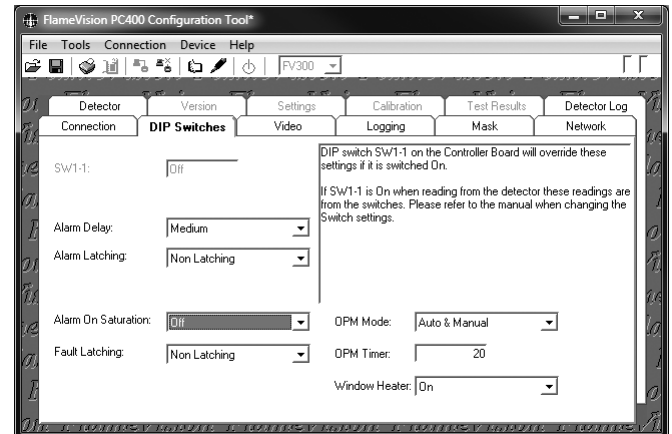 FlameVision PC400 Configuration Tool*
File Tools Connection Device Help
FV300
Detector Version Settings Calibration Test Results Detector Log
Connection DIP Switches Video Logging Mask Network
DIP switch SW1-1 on the Controller Board will override these
settings if it is switched On.
SW1-1: Off
If SW1-1 is On when reading from the detector these readings are
from the switches. Please refer to the manual when changing the
Switch settings.
Alarm Delay: Medium
Alarm Latching: Non Latching
Alarm On Saturation: Off OPM Mode: Auto & Manual
Fault Latching: Non Latching OPM Timer: 20
Window Heater: On